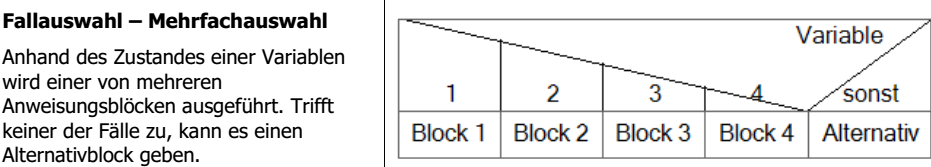 Fallauswahl – Mehrfachauswahl
Anhand des Zustandes einer Variablen
wird einer von mehreren
Anweisungsblöcken ausgeführt. Trifft
keiner der Fälle zu, kann es einen
Alternativblock geben.
Variable
1 2 3 4 sonst
Block 1 Block 2 Block 3 Block 4 Alternativ